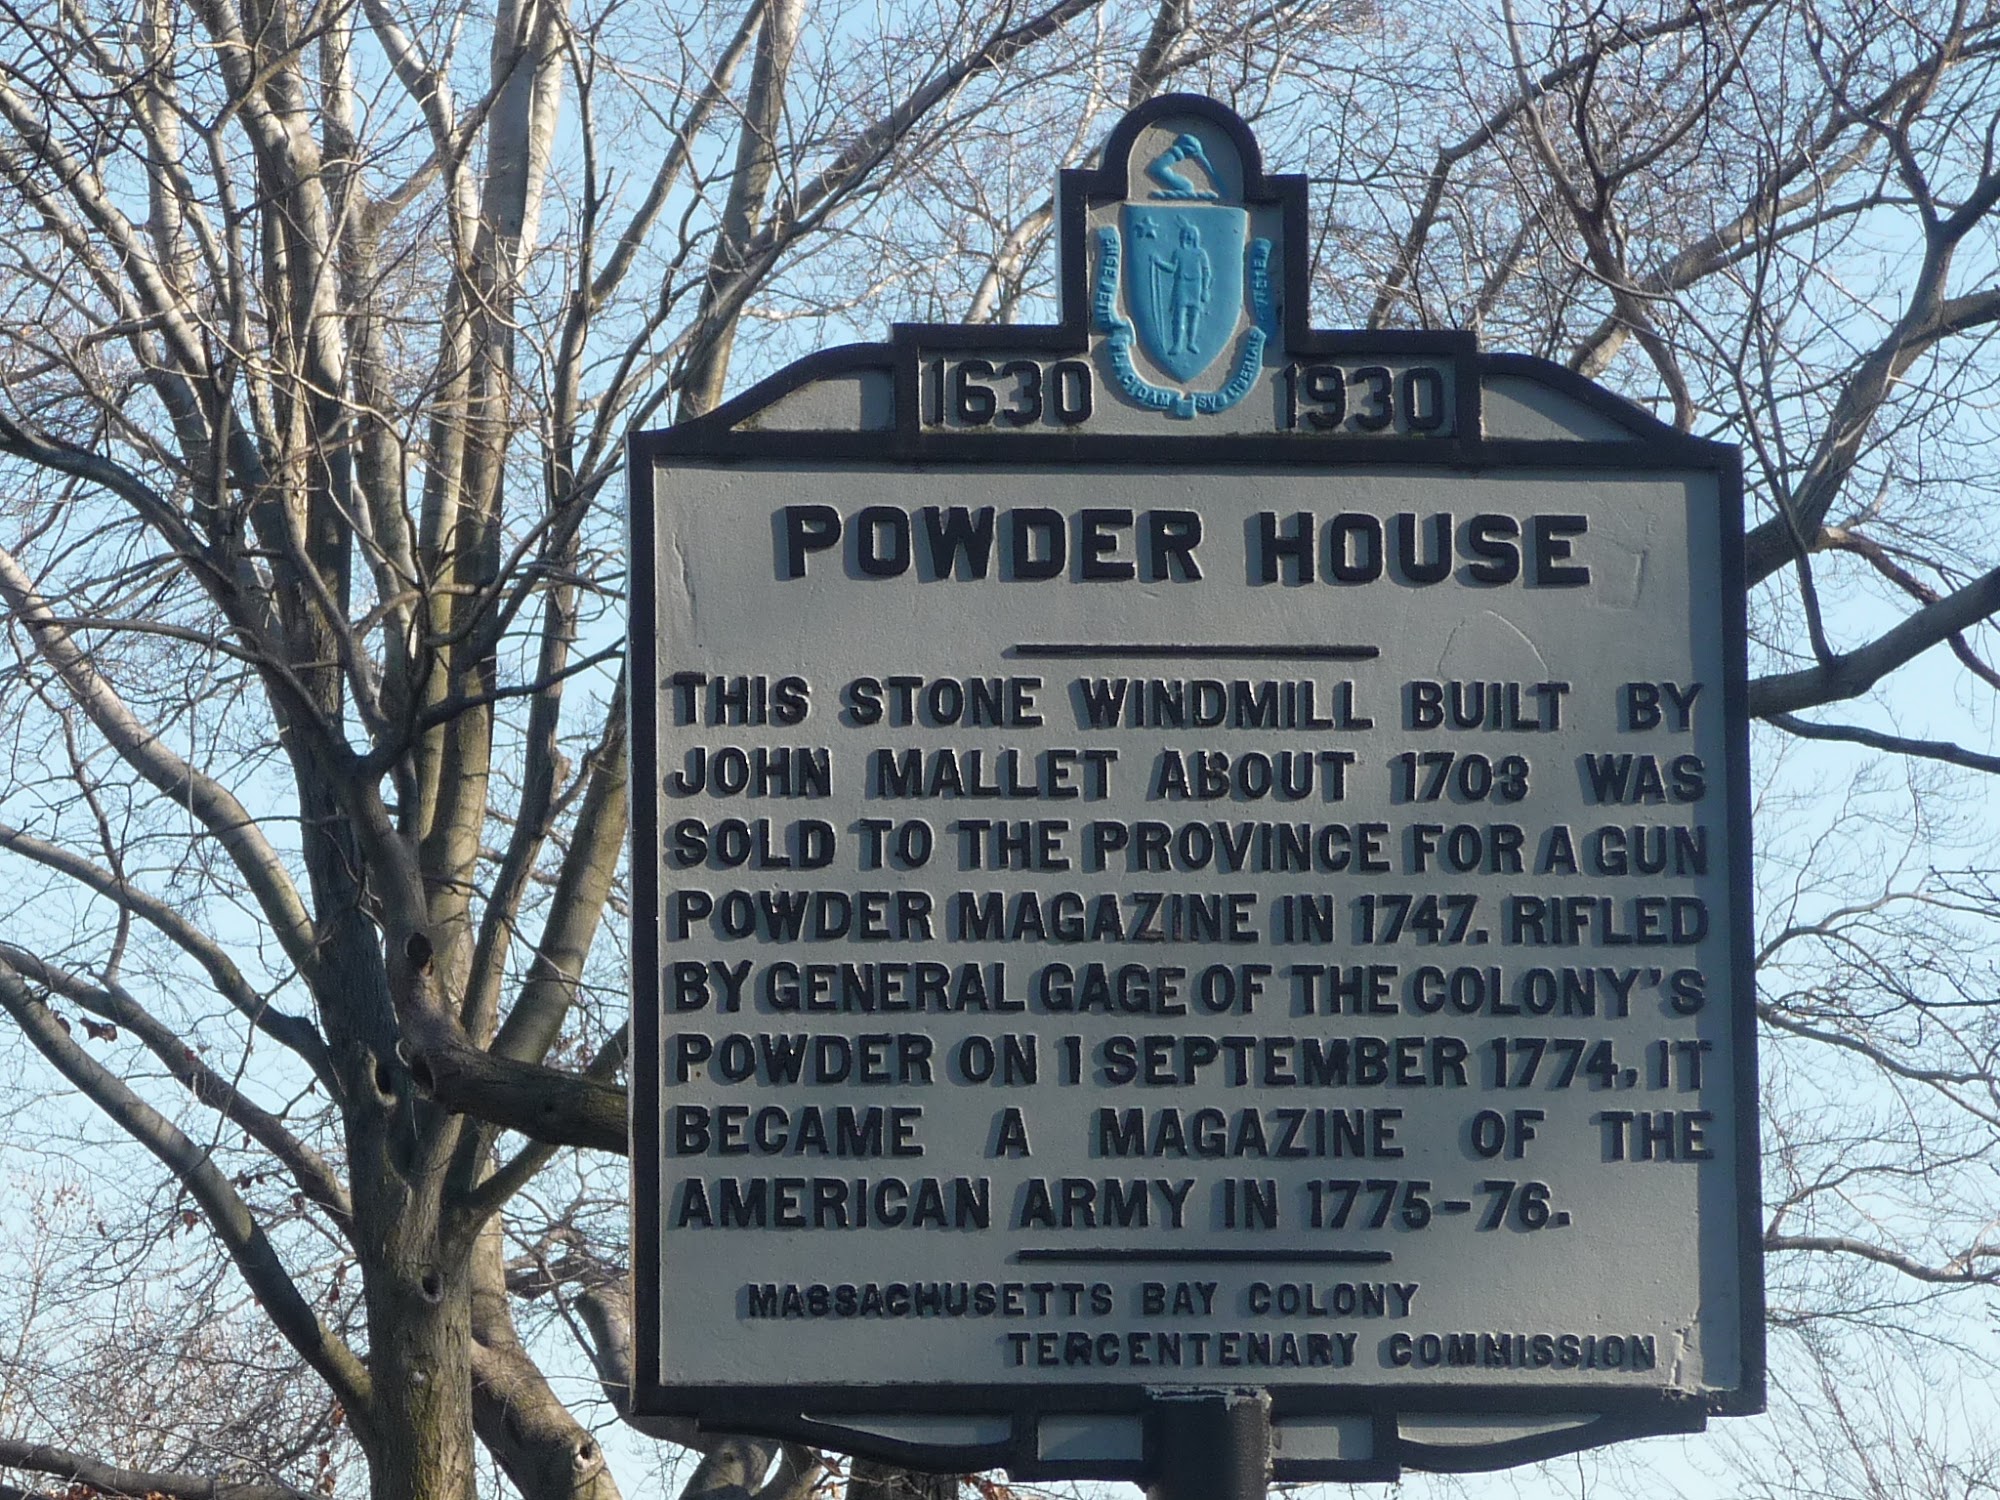 1630 1930
POWDER HOUSE
THIS STONE WINDMILL BUILT BY
JOHN MALLET ABOUT 1703 WAS
SOLD TO THE PROVINCE FOR A GUN
POWDER MAGAZINE IN 1747. RIFLED
BY GENERAL GAGE OF THE COLONY'S
POWDER ON 1 SEPTEMBER 1774. IT
BECAME A MAGAZINE OF THE
AMERICAN ARMY IN 1775-76.
MASSACHUSETTS BAY COLONY
TERCENTENARY COMMISSION